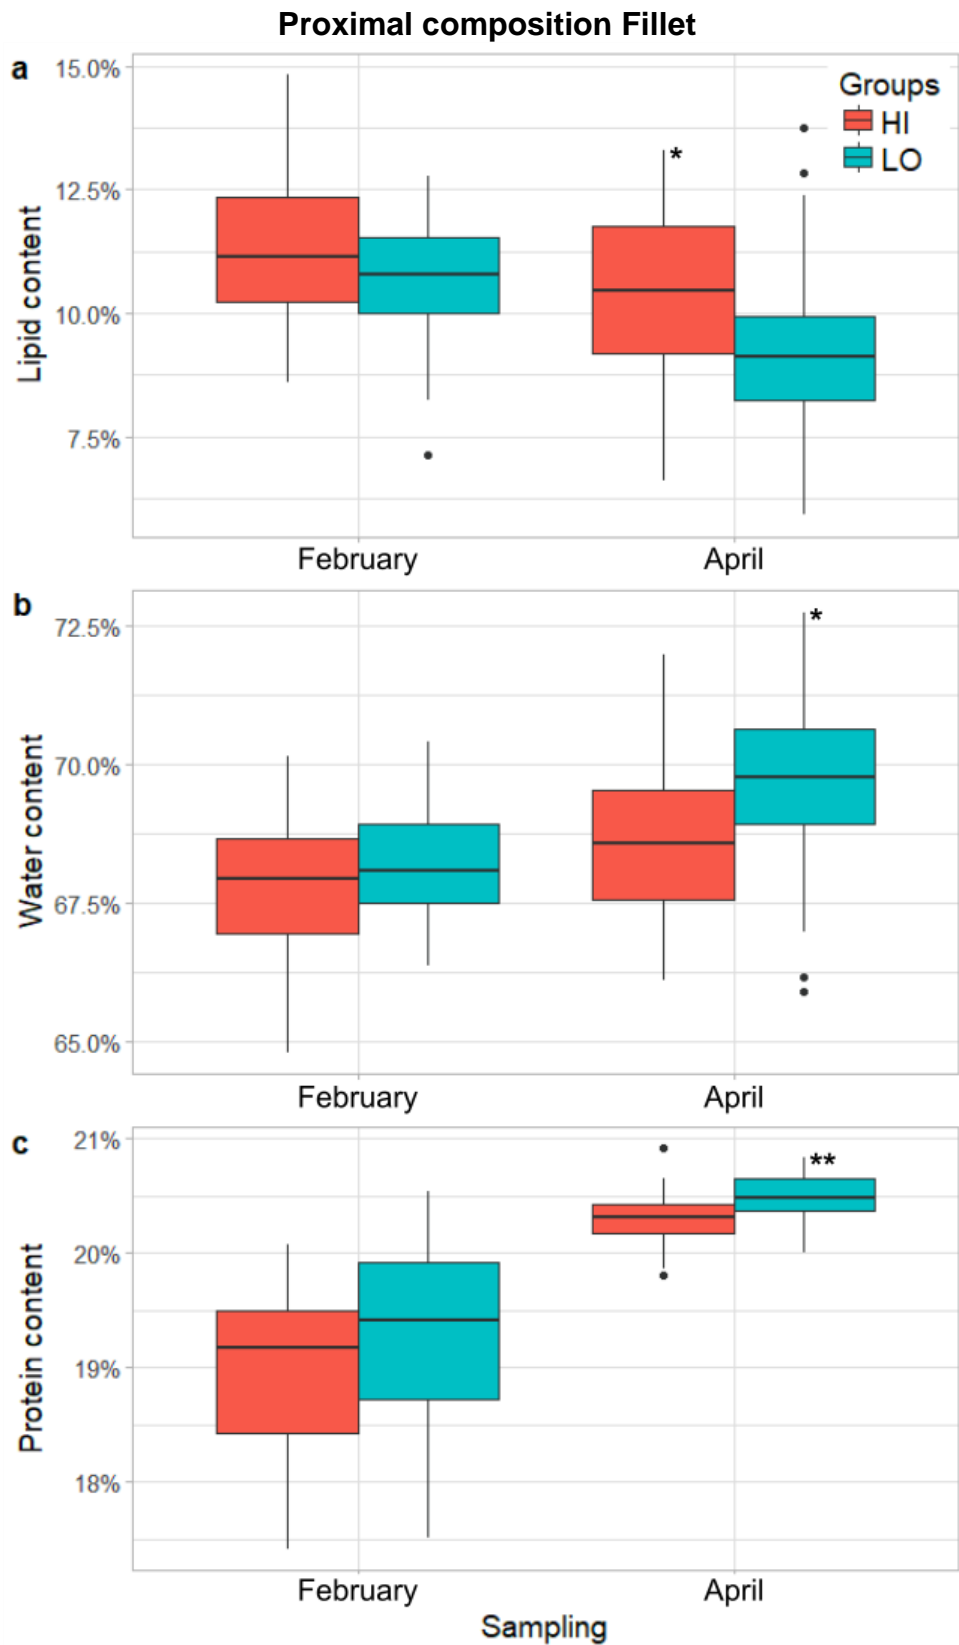 Proximal composition Fillet
a
15.0%
12.5%
10.0%
7.5%
Lipid content
Groups
HI
LO
*
February
April
b
72.5%
70.0%
67.5%
65.0%
Water content
*
February
April
c
21%
20%
19%
18%
Protein content
**
February
April
Sampling